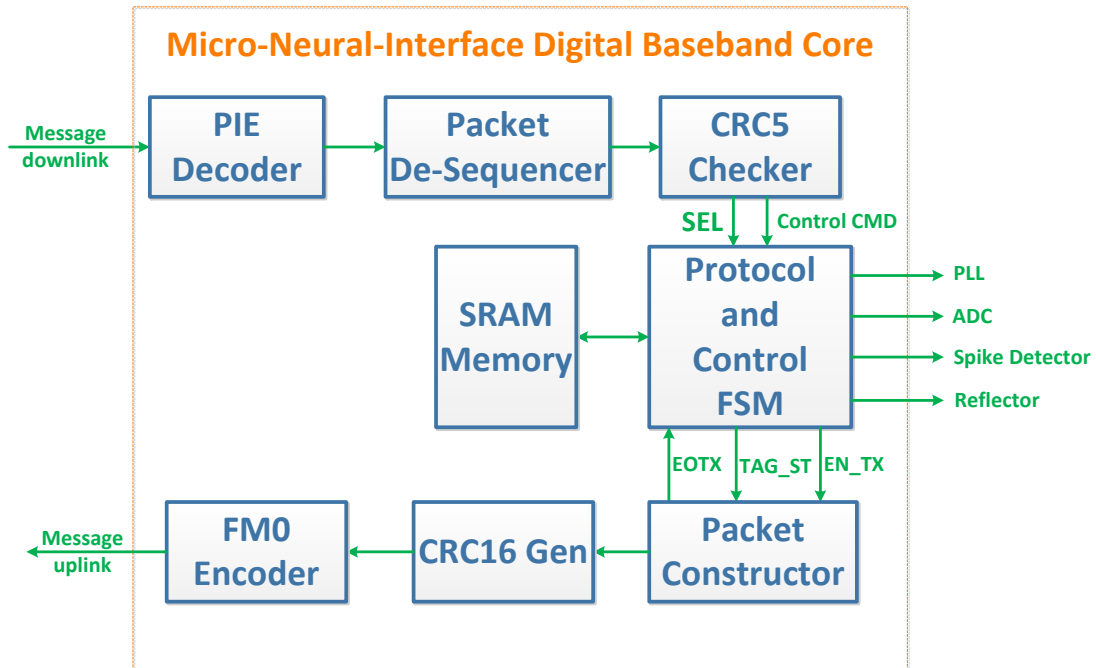 Micro-Neural-Interface Digital Baseband Core
Message
downlink
PIE
Decoder
Packet
De-Sequencer
CRC5
Checker
SEL
Control CMD
SRAM
Memory
Protocol
and
Control
FSM
PLL
ADC
Spike Detector
Reflector
EOTX
TAG_ST
EN_TX
Message
uplink
FM0
Encoder
CRC16 Gen
Packet
Constructor